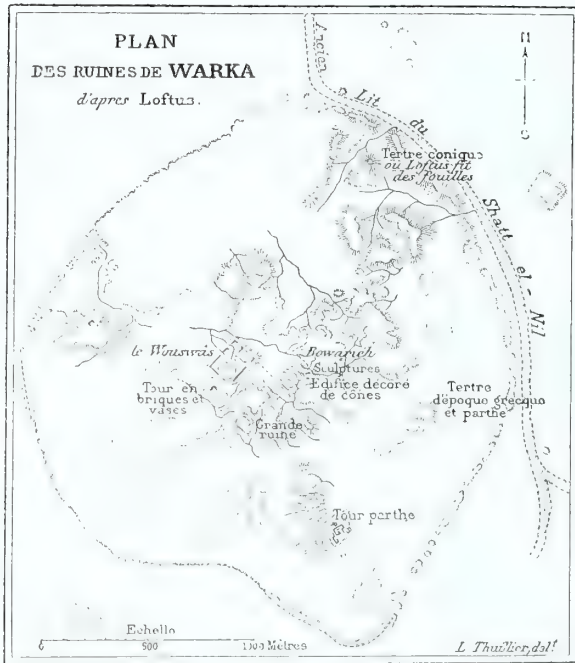 PLAN
DES RUINES DE WARKA
d'apres Loftus.
N
Ancien Lit du Shatt el Nil
Tertre conique
où Loftus fit
des fouilles
le Wouswas
Bowarieh
Sculptures
Edifice décoré
de cônes
Tour en
briques et
vases
Grande
ruine
Tertre
d'époque grecque
et parthe
Tour parthe
Echelle
0 500 1000 Mètres
L Thuillier, delt